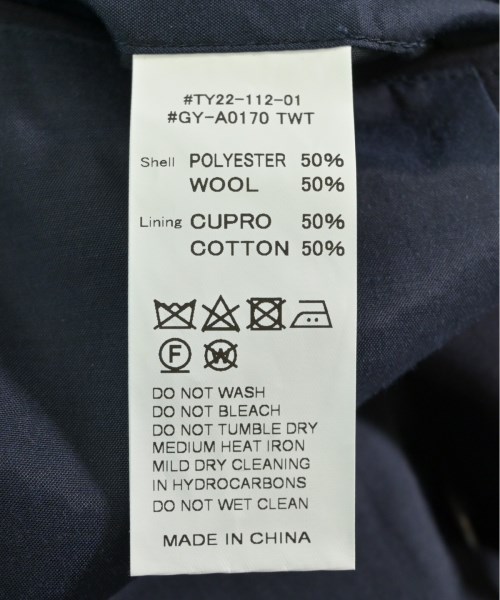 #TY22-112-01
#GY-A0170 TWT
Shell POLYESTER 50%
WOOL 50%
Lining CUPRO 50%
COTTON 50%
F W
DO NOT WASH
DO NOT BLEACH
DO NOT TUMBLE DRY
MEDIUM HEAT IRON
MILD DRY CLEANING
IN HYDROCARBONS
DO NOT WET CLEAN
MADE IN CHINA